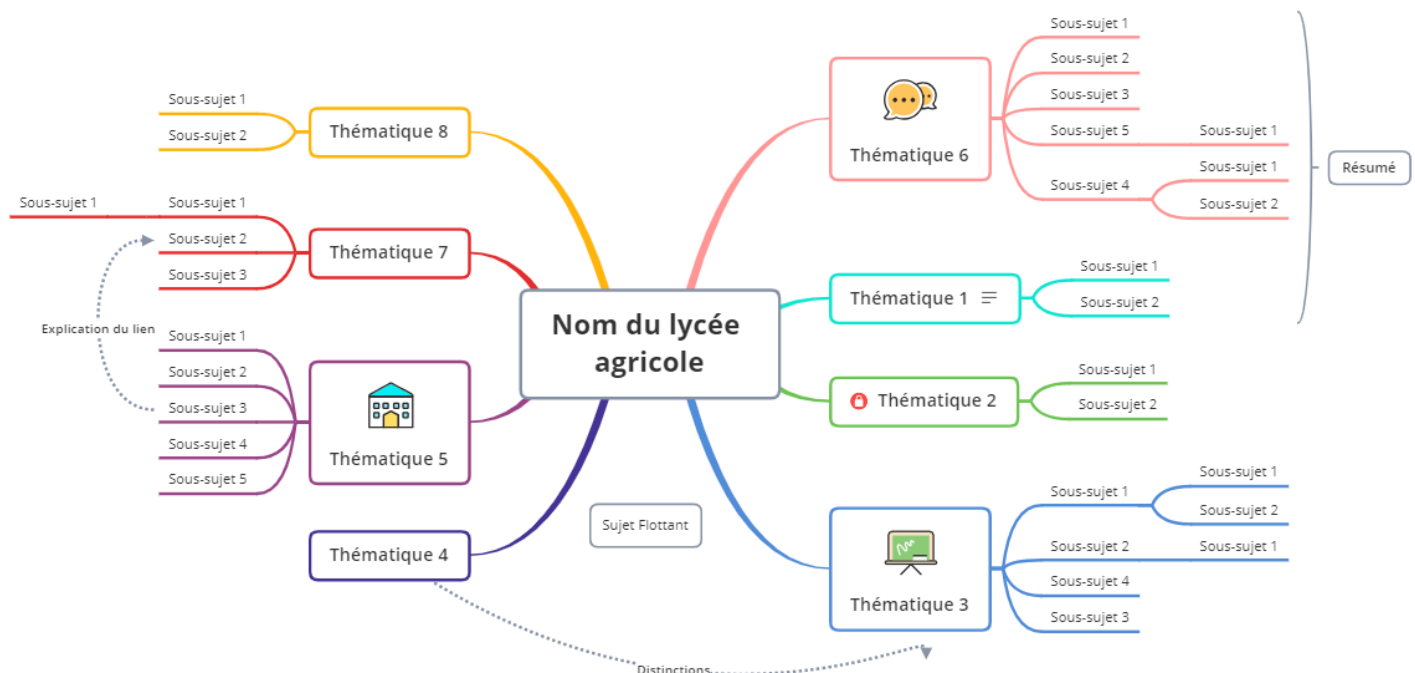 Nom du lycée
agricole
Thématique 6
Sous-sujet 1
Sous-sujet 2
Sous-sujet 3
Sous-sujet 5
Sous-sujet 1
Sous-sujet 4
Sous-sujet 1
Sous-sujet 2
Résumé
Thématique 1
Sous-sujet 1
Sous-sujet 2
Thématique 2
Sous-sujet 1
Sous-sujet 2
Thématique 3
Sous-sujet 1
Sous-sujet 1
Sous-sujet 2
Sous-sujet 2
Sous-sujet 1
Sous-sujet 4
Sous-sujet 3
Thématique 8
Sous-sujet 1
Sous-sujet 2
Thématique 7
Sous-sujet 1
Sous-sujet 1
Sous-sujet 2
Sous-sujet 3
Explication du lien
Thématique 5
Sous-sujet 1
Sous-sujet 2
Sous-sujet 3
Sous-sujet 4
Sous-sujet 5
Thématique 4
Sujet Flottant
Distinctions